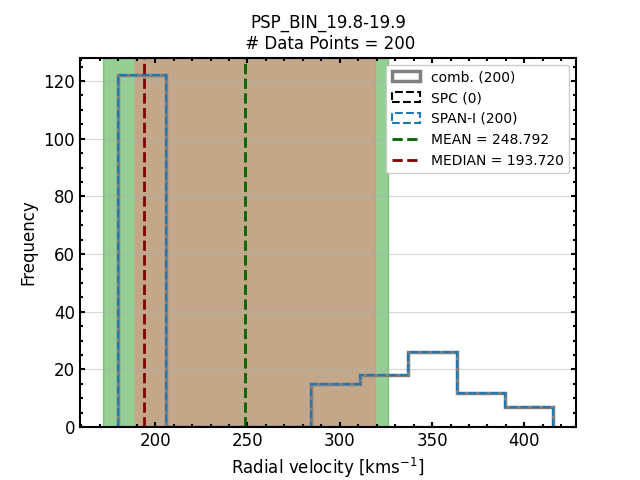 PSP_BIN_19.8-19.9
# Data Points = 200
comb. (200)
SPC (0)
SPAN-I (200)
MEAN = 248.792
MEDIAN = 193.720
Frequency
120
100
80
60
40
20
0
200 250 300 350 400
Radial velocity [kms⁻¹]